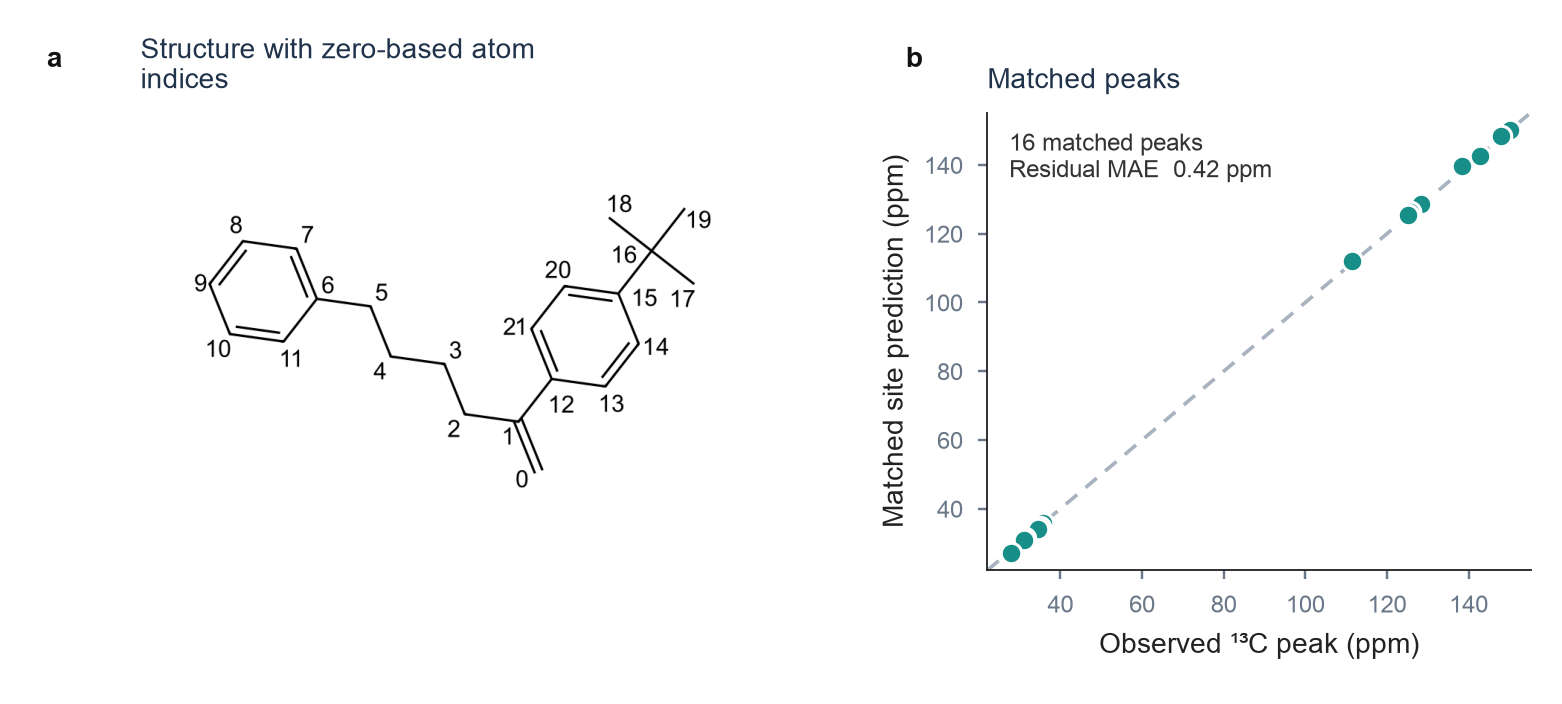 a
Structure with zero-based atom
indices
18
19
8
7
16
20
9
6
5
15
17
21
14
10
11
3
4
12
13
2
1
0
b
Matched peaks
16 matched peaks
Residual MAE 0.42 ppm
Matched site prediction (ppm)
140
120
100
80
60
40
40 60 80 100 120 140
Observed ¹³C peak (ppm)